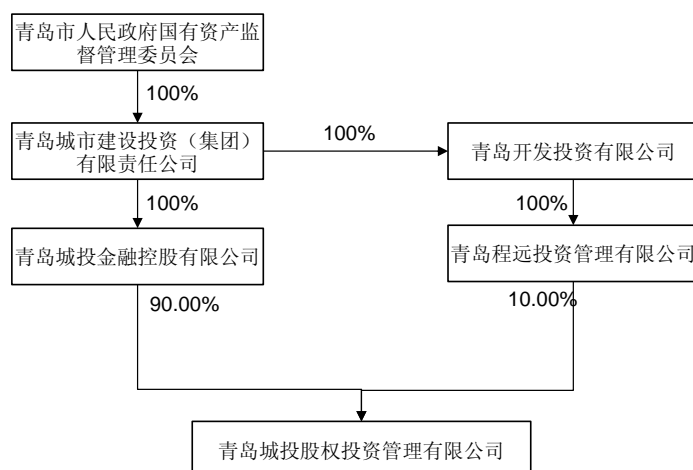 青岛市人民政府国有资产监
督管理委员会
100%
青岛城市建设投资（集团）
有限责任公司
100%
青岛开发投资有限公司
100%
100%
青岛城投金融控股有限公司
青岛程远投资管理有限公司
90.00%
10.00%
青岛城投股权投资管理有限公司